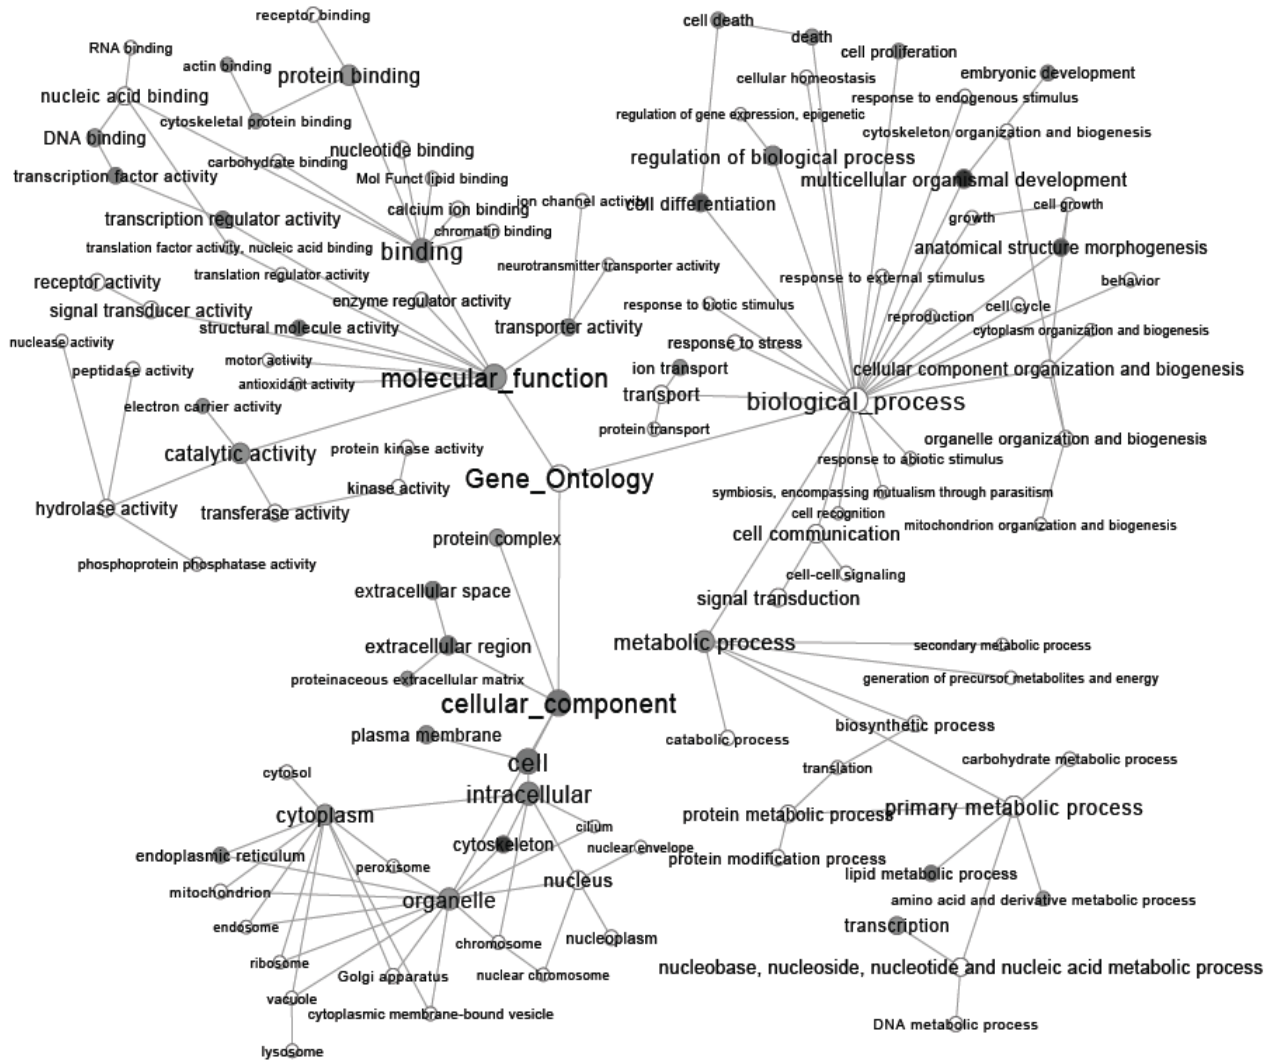 receptor binding
RNA binding
actin binding
protein binding
nucleic acid binding
cytoskeletal protein binding
DNA binding
nucleotide binding
carbohydrate binding
transcription factor activity
Mol Funct lipid binding
calcium ion binding
ion channel activity
transcription regulator activity
chromatin binding
translation factor activity, nucleic acid binding
binding
neurotransmitter transporter activity
translation regulator activity
receptor activity
enzyme regulator activity
signal transducer activity
structural molecule activity
transporter activity
nuclease activity
motor activity
peptidase activity
antioxidant activity
molecular_function
electron carrier activity
protein kinase activity
catalytic activity
kinase activity
hydrolase activity
transferase activity
phosphoprotein phosphatase activity
Gene_Ontology
cell death
death
cell proliferation
cellular homeostasis
embryonic development
response to endogenous stimulus
regulation of gene expression, epigenetic
cytoskeleton organization and biogenesis
regulation of biological process
multicellular organismal development
cell differentiation
cell growth
growth
anatomical structure morphogenesis
response to external stimulus
behavior
response to biotic stimulus
cell cycle
reproduction
cytoplasm organization and biogenesis
response to stress
ion transport
cellular component organization and biogenesis
transport
biological_process
protein transport
organelle organization and biogenesis
response to abiotic stimulus
symbiosis, encompassing mutualism through parasitism
cell recognition
mitochondrion organization and biogenesis
cell communication
cell-cell signaling
signal transduction
metabolic process
secondary metabolic process
generation of precursor metabolites and energy
biosynthetic process
catabolic process
carbohydrate metabolic process
translation
primary metabolic process
protein metabolic process
protein modification process
lipid metabolic process
amino acid and derivative metabolic process
transcription
nucleobase, nucleoside, nucleotide and nucleic acid metabolic process
DNA metabolic process
protein complex
extracellular space
extracellular region
proteinaceous extracellular matrix
cellular_component
plasma membrane
cell
cytosol
intracellular
cytoplasm
cilium
cytoskeleton
nuclear envelope
endoplasmic reticulum
peroxisome
nucleus
mitochondrion
organelle
endosome
chromosome
nucleoplasm
ribosome
Golgi apparatus
nuclear chromosome
vacuole
cytoplasmic membrane-bound vesicle
lysosome